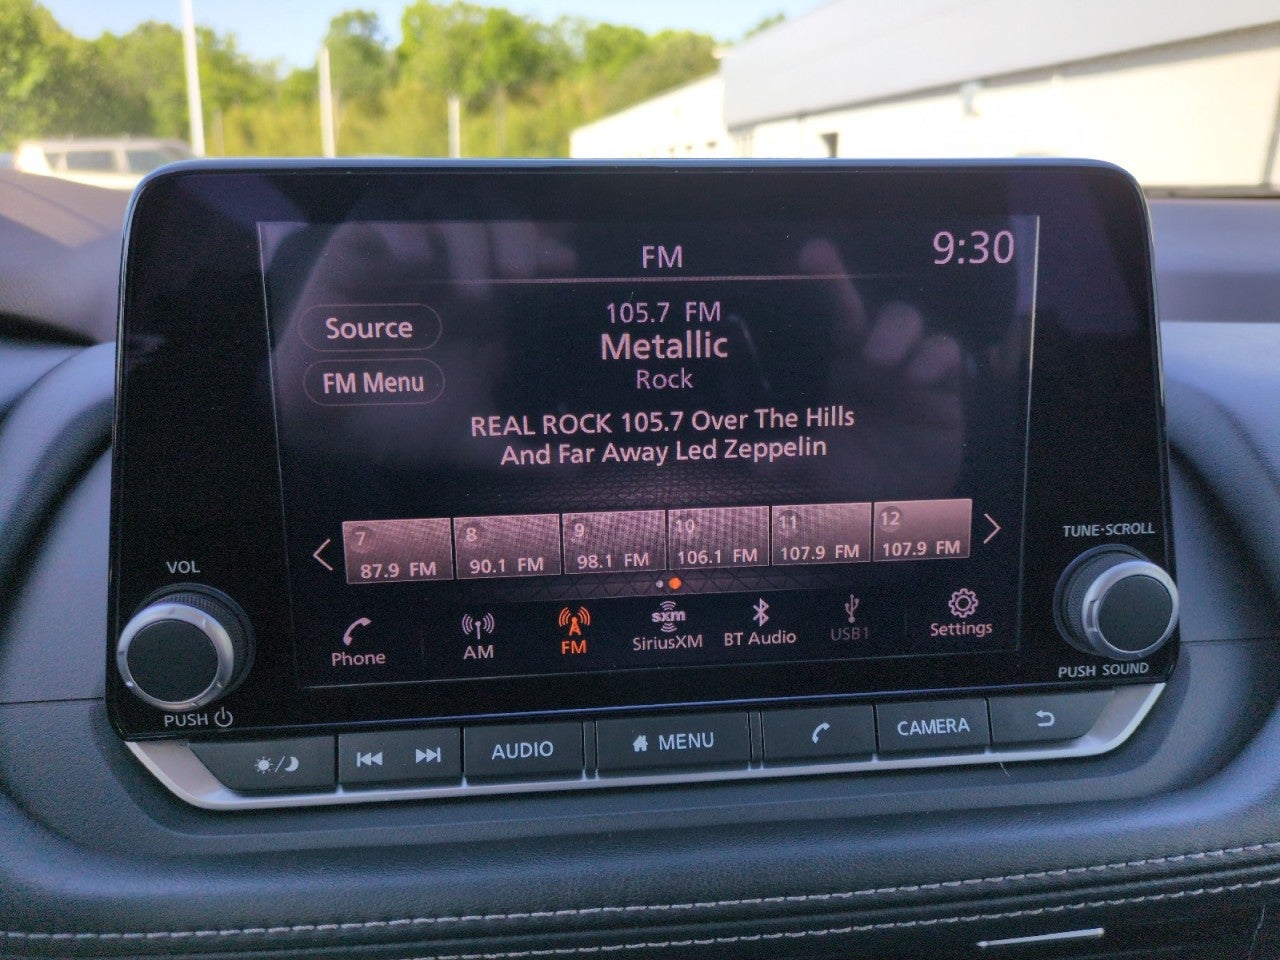 FM
9:30
Source
105.7 FM
Metallic
Rock
FM Menu
REAL ROCK 105.7 Over The Hills
And Far Away Led Zeppelin
7 8 9 10 11 12
87.9 FM 90.1 FM 98.1 FM 106.1 FM 107.9 FM 107.9 FM
VOL
TUNE·SCROLL
Phone AM FM sxm SiriusXM BT Audio USB1 Settings
PUSH
PUSH SOUND
AUDIO MENU CAMERA